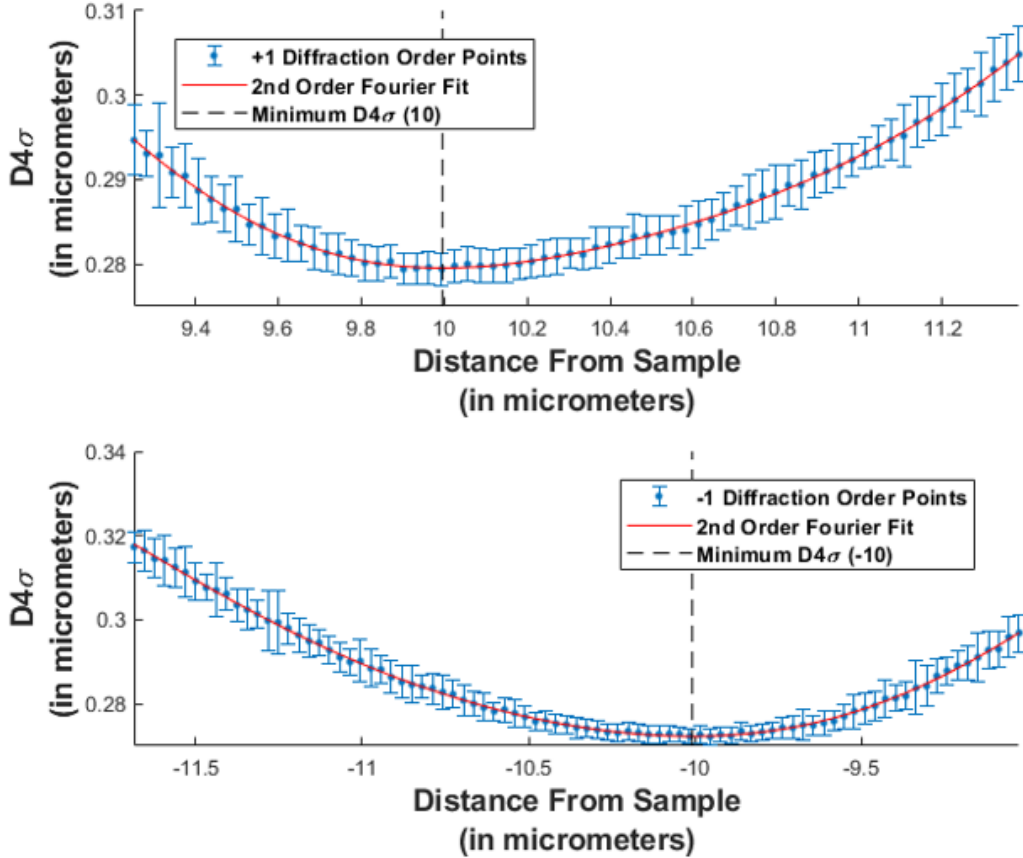 0.31
0.3
0.29
0.28
D4σ
(in micrometers)
+1 Diffraction Order Points
2nd Order Fourier Fit
Minimum D4σ (10)
9.4 9.6 9.8 10 10.2 10.4 10.6 10.8 11 11.2
Distance From Sample
(in micrometers)
0.34
0.32
0.3
0.28
D4σ
(in micrometers)
-1 Diffraction Order Points
2nd Order Fourier Fit
Minimum D4σ (-10)
-11.5 -11 -10.5 -10 -9.5
Distance From Sample
(in micrometers)